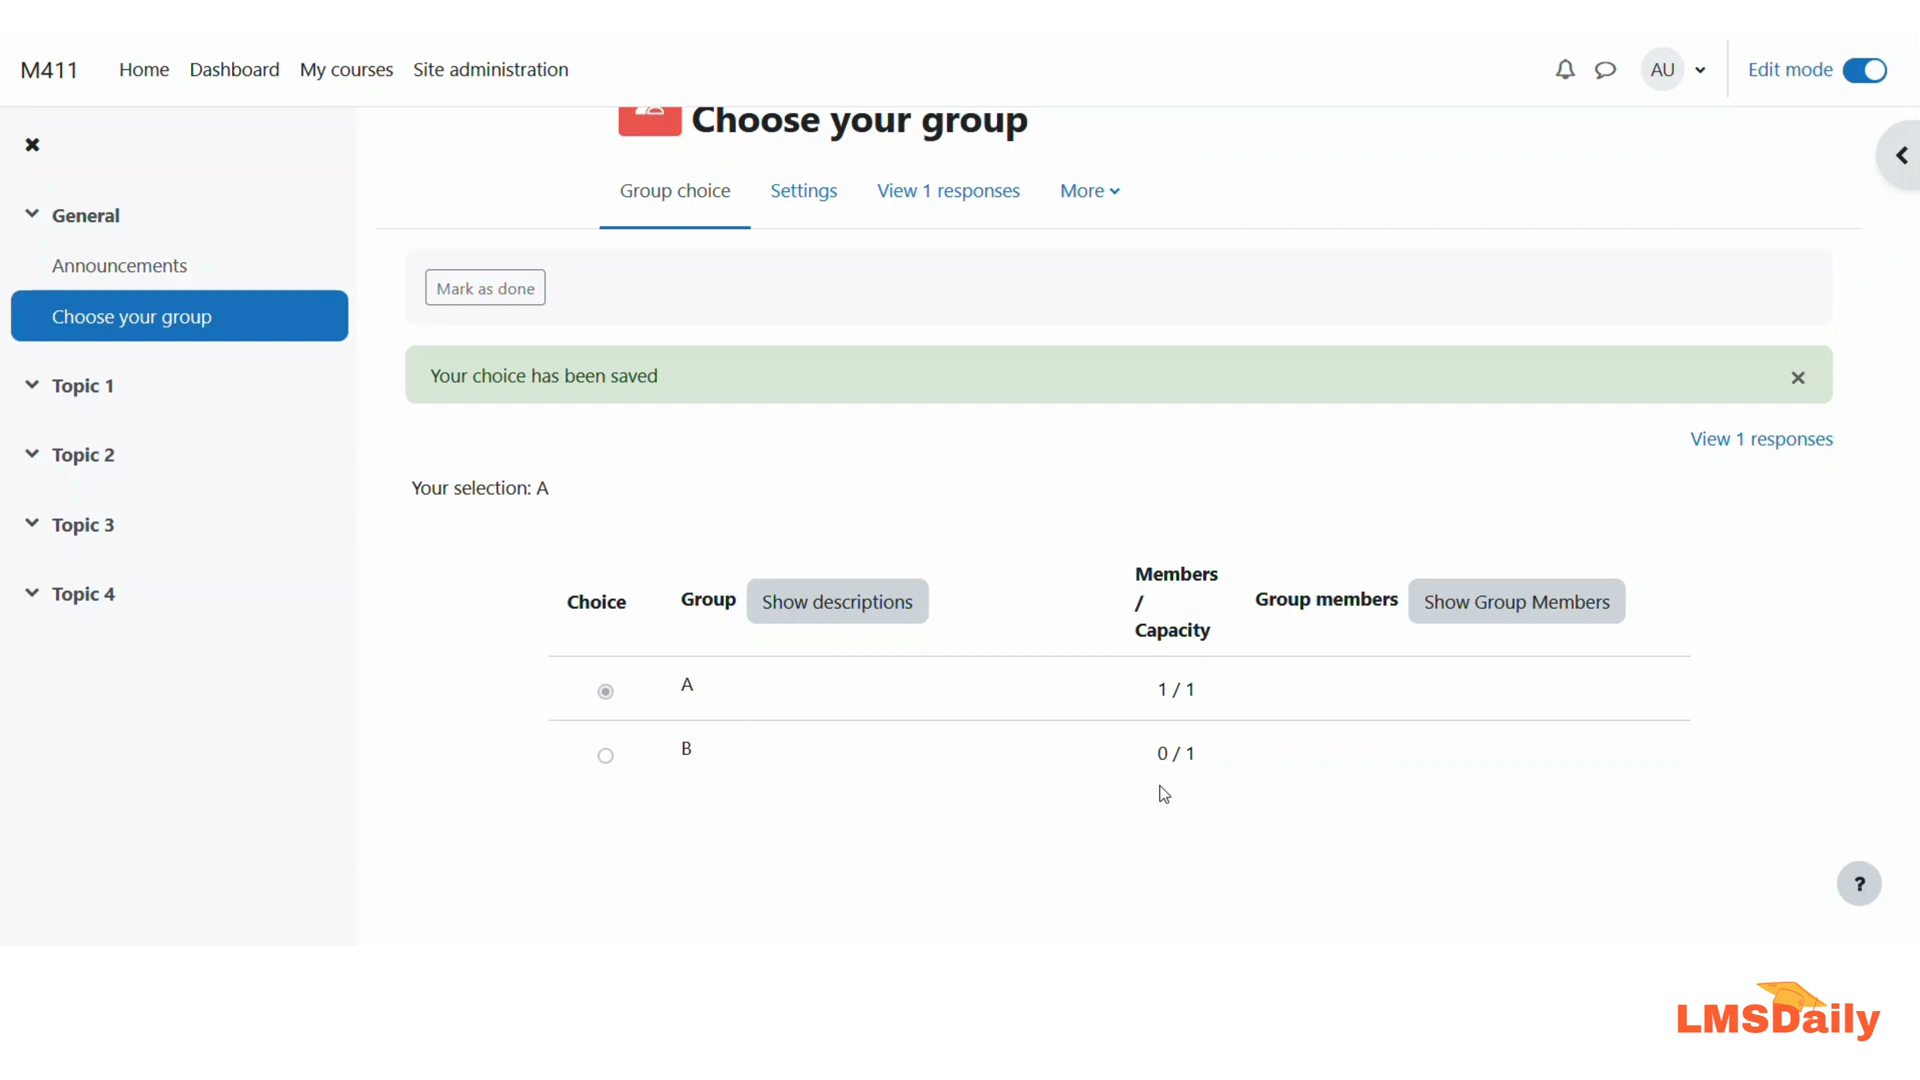 M411 Home Dashboard My courses Site administration AU Edit mode
Choose your group
Group choice Settings View 1 responses More
General
Announcements
Choose your group
Topic 1
Topic 2
Topic 3
Topic 4
Mark as done
Your choice has been saved
View 1 responses
Your selection: A
Choice Group Show descriptions Members / Capacity Group members Show Group Members
A 1 / 1
B 0 / 1
?
LMSDaily